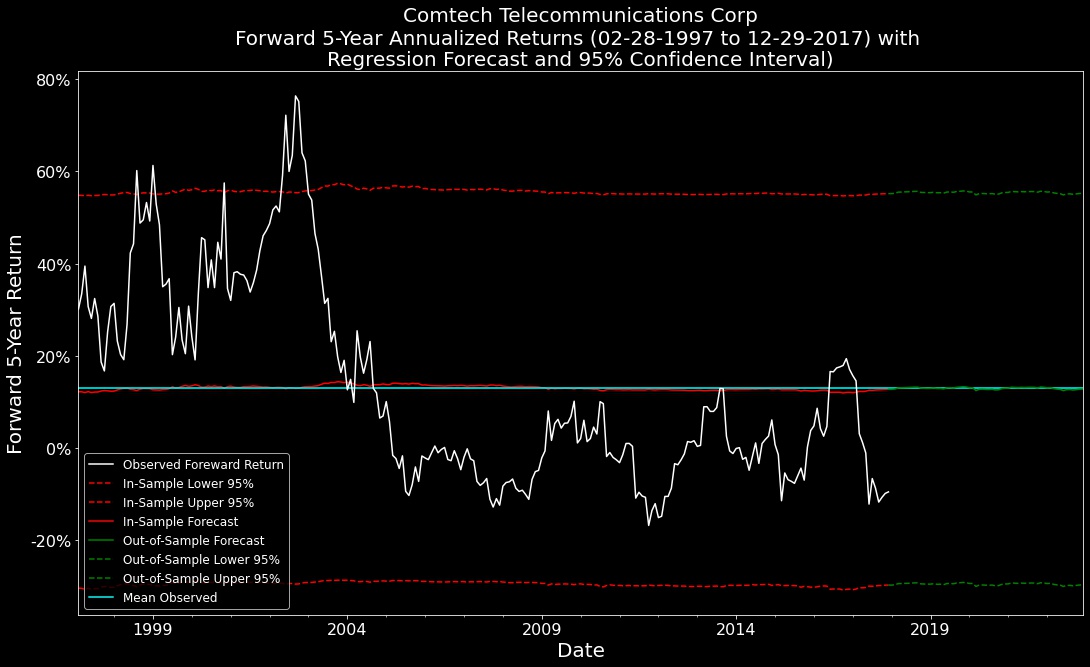 Comtech Telecommunications Corp
Forward 5-Year Annualized Returns (02-28-1997 to 12-29-2017) with
Regression Forecast and 95% Confidence Interval)
Forward 5-Year Return
80%
60%
40%
20%
0%
-20%
Observed Foreward Return
In-Sample Lower 95%
In-Sample Upper 95%
In-Sample Forecast
Out-of-Sample Forecast
Out-of-Sample Lower 95%
Out-of-Sample Upper 95%
Mean Observed
1999 2004 2009 2014 2019
Date